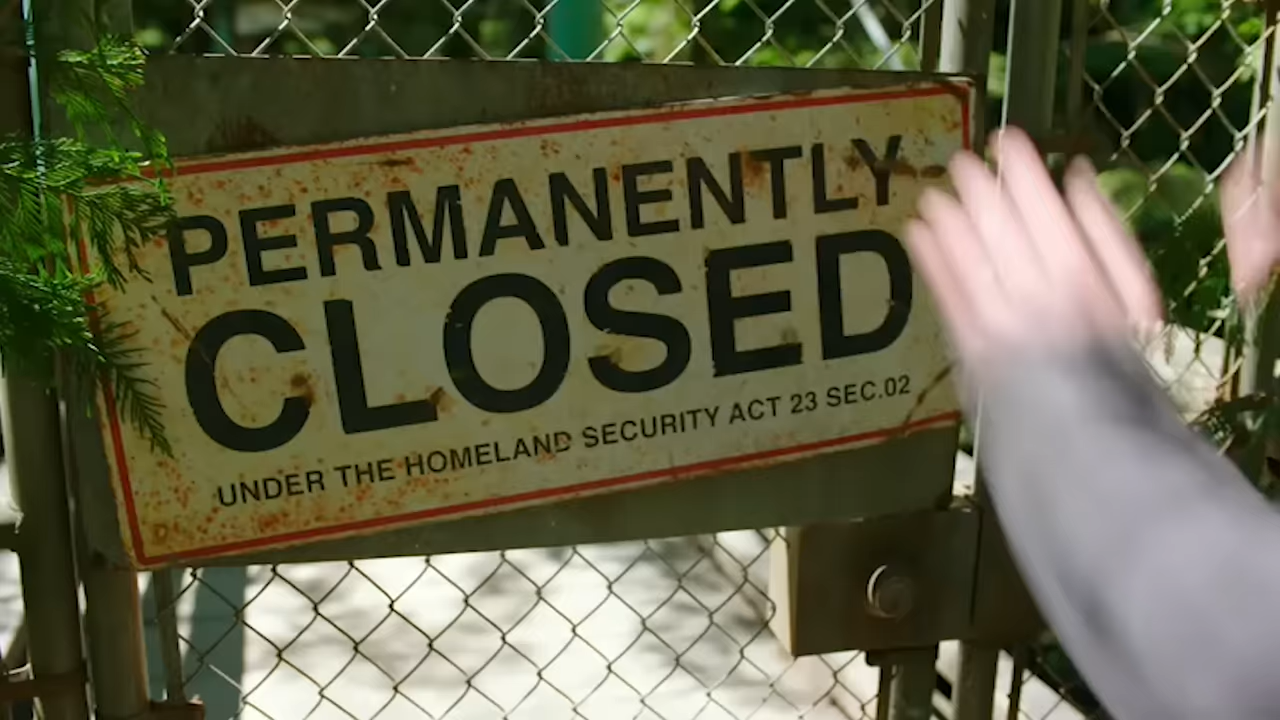 PERMANENTLY
CLOSED
UNDER THE HOMELAND SECURITY ACT 23 SEC.02